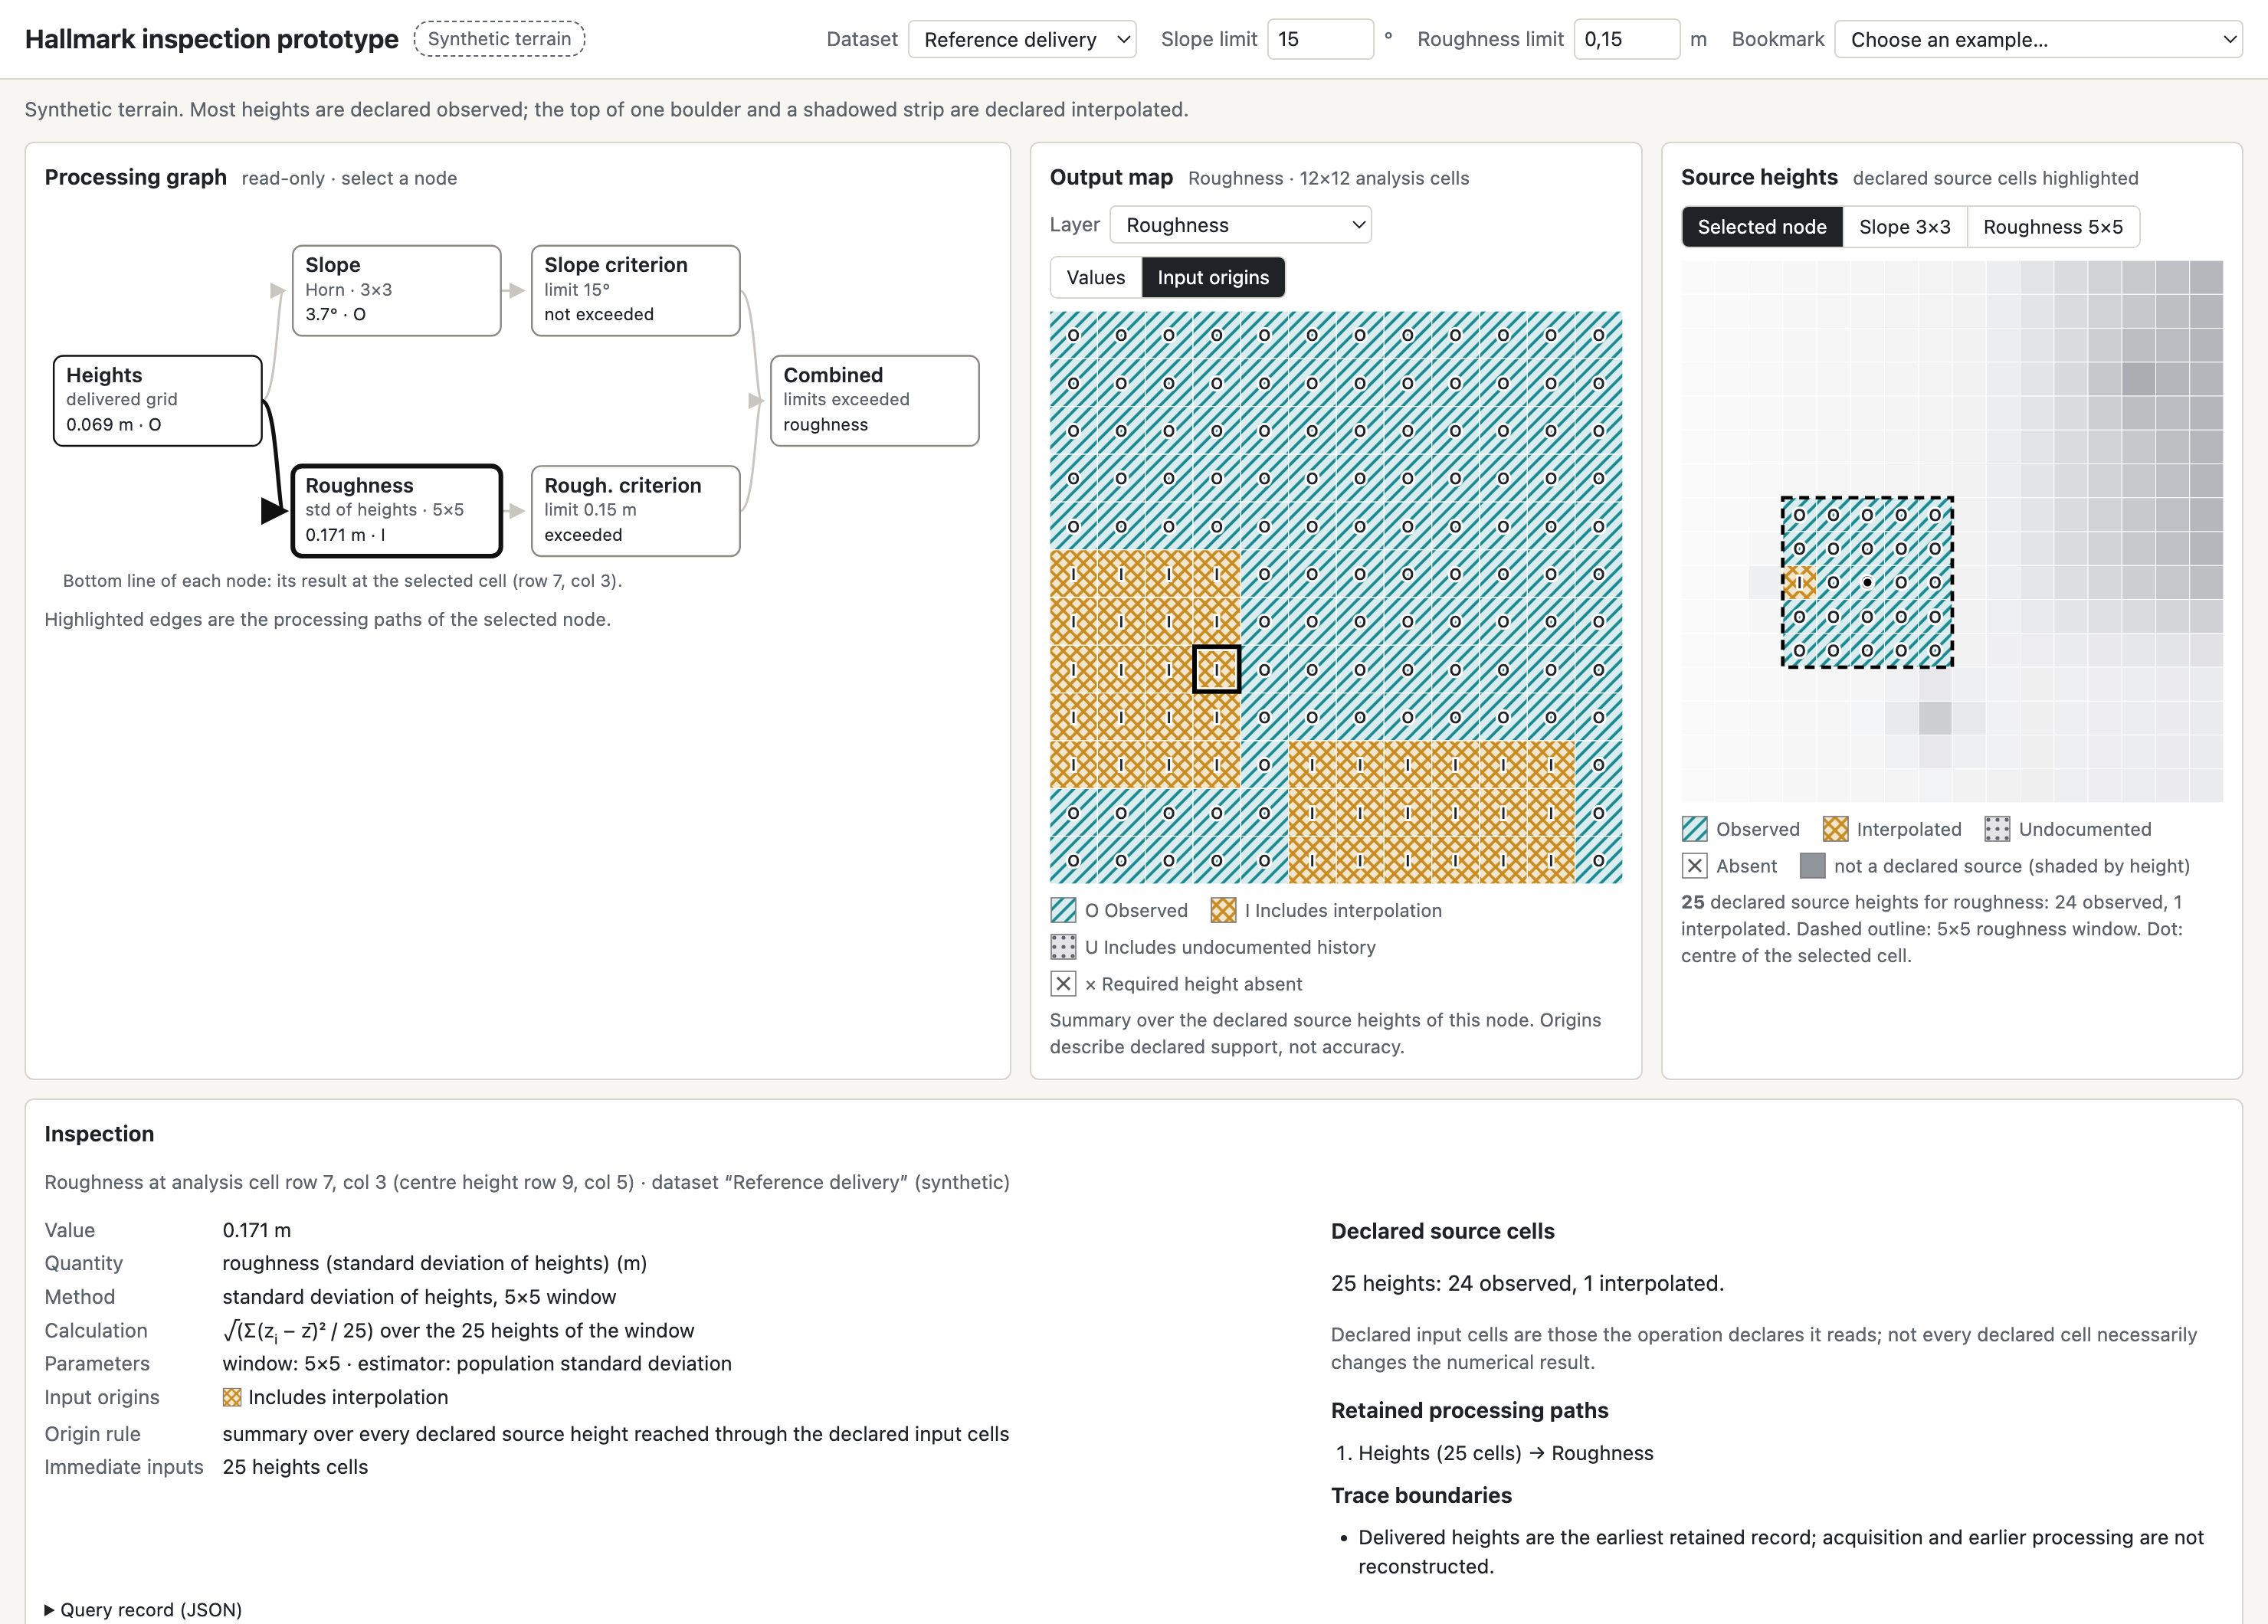 Hallmark inspection prototype
Synthetic terrain
Dataset Reference delivery Slope limit 15 ° Roughness limit 0,15 m Bookmark Choose an example...
Synthetic terrain. Most heights are declared observed; the top of one boulder and a shadowed strip are declared interpolated.
Processing graph read-only · select a node
Slope
Horn · 3×3
3.7° · O
Slope criterion
limit 15°
not exceeded
Heights
delivered grid
0.069 m · O
Combined
limits exceeded
roughness
Roughness
std of heights · 5×5
0.171 m · I
Rough. criterion
limit 0.15 m
exceeded
Bottom line of each node: its result at the selected cell (row 7, col 3).
Highlighted edges are the processing paths of the selected node.
Output map Roughness · 12×12 analysis cells
Layer Roughness
Values Input origins
O O O O O O O O O O O O
O O O O O O O O O O O O
O O O O O O O O O O O O
O O O O O O O O O O O O
O O O O O O O O O O O O
I I I I O O O O O O O O
I I I I O O O O O O O O
I I I I O O O O O O O O
I I I I O O O O O O O O
I I I I O I I I I I I O
O O O O O I I I I I I O
O O O O O I I I I I I O
O Observed I Includes interpolation
U Includes undocumented history
× Required height absent
Summary over the declared source heights of this node. Origins
describe declared support, not accuracy.
Source heights declared source cells highlighted
Selected node Slope 3×3 Roughness 5×5
O O O O O
O O O O O
I O O O
O O O O O
O O O O O
Observed Interpolated Undocumented
Absent not a declared source (shaded by height)
25 declared source heights for roughness: 24 observed, 1
interpolated. Dashed outline: 5×5 roughness window. Dot:
centre of the selected cell.
Inspection
Roughness at analysis cell row 7, col 3 (centre height row 9, col 5) · dataset “Reference delivery” (synthetic)
Value 0.171 m
Quantity roughness (standard deviation of heights) (m)
Method standard deviation of heights, 5×5 window
Calculation √(Σ(zᵢ − z̄)² / 25) over the 25 heights of the window
Parameters window: 5×5 · estimator: population standard deviation
Input origins Includes interpolation
Origin rule summary over every declared source height reached through the declared input cells
Immediate inputs 25 heights cells
Declared source cells
25 heights: 24 observed, 1 interpolated.
Declared input cells are those the operation declares it reads; not every declared cell necessarily
changes the numerical result.
Retained processing paths
1. Heights (25 cells) → Roughness
Trace boundaries
• Delivered heights are the earliest retained record; acquisition and earlier processing are not
reconstructed.
▶ Query record (JSON)